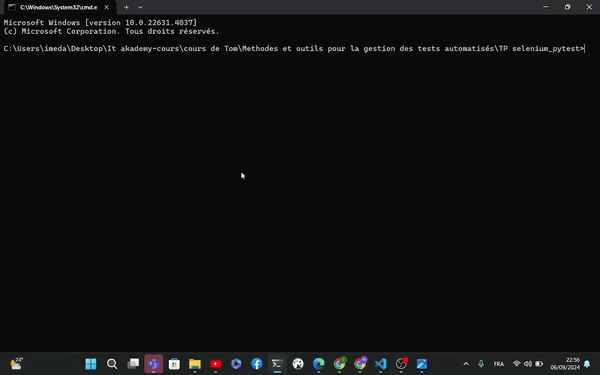 C:\Windows\System32\cmd.e
Microsoft Windows [version 10.0.22631.4037]
(c) Microsoft Corporation. Tous droits réservés.
C:\Users\imeda\Desktop\It akademy-cours\cours de Tom\Methodes et outils pour la gestion des tests automatisés\TP selenium_pytest>
24°
FRA
22:56
06/09/2024